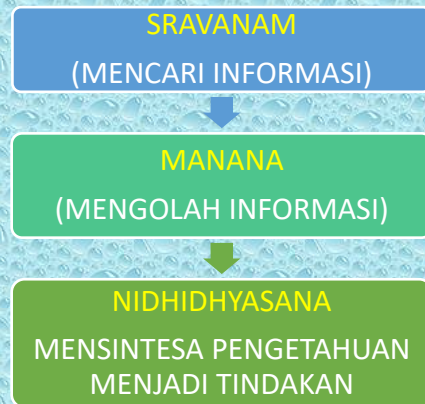 SRAVANAM
(MENCARI INFORMASI)
MANANA
(MENGOLAH INFORMASI)
NIDHIDHYASANA
MENSINTESA PENGETAHUAN
MENJADI TINDAKAN